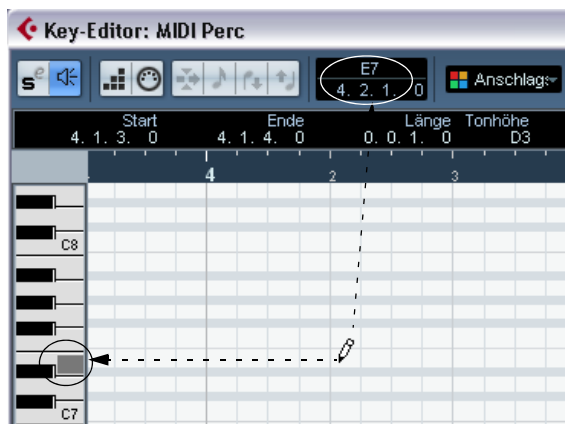 Key-Editor: MIDI Perc
s e E7 Anschlags
4. 2. 1. 0
Start Ende Länge Tonhöhe
4. 1. 3. 0 4. 1. 4. 0 0. 0. 1. 0 D3
4 2 3
C8
C7